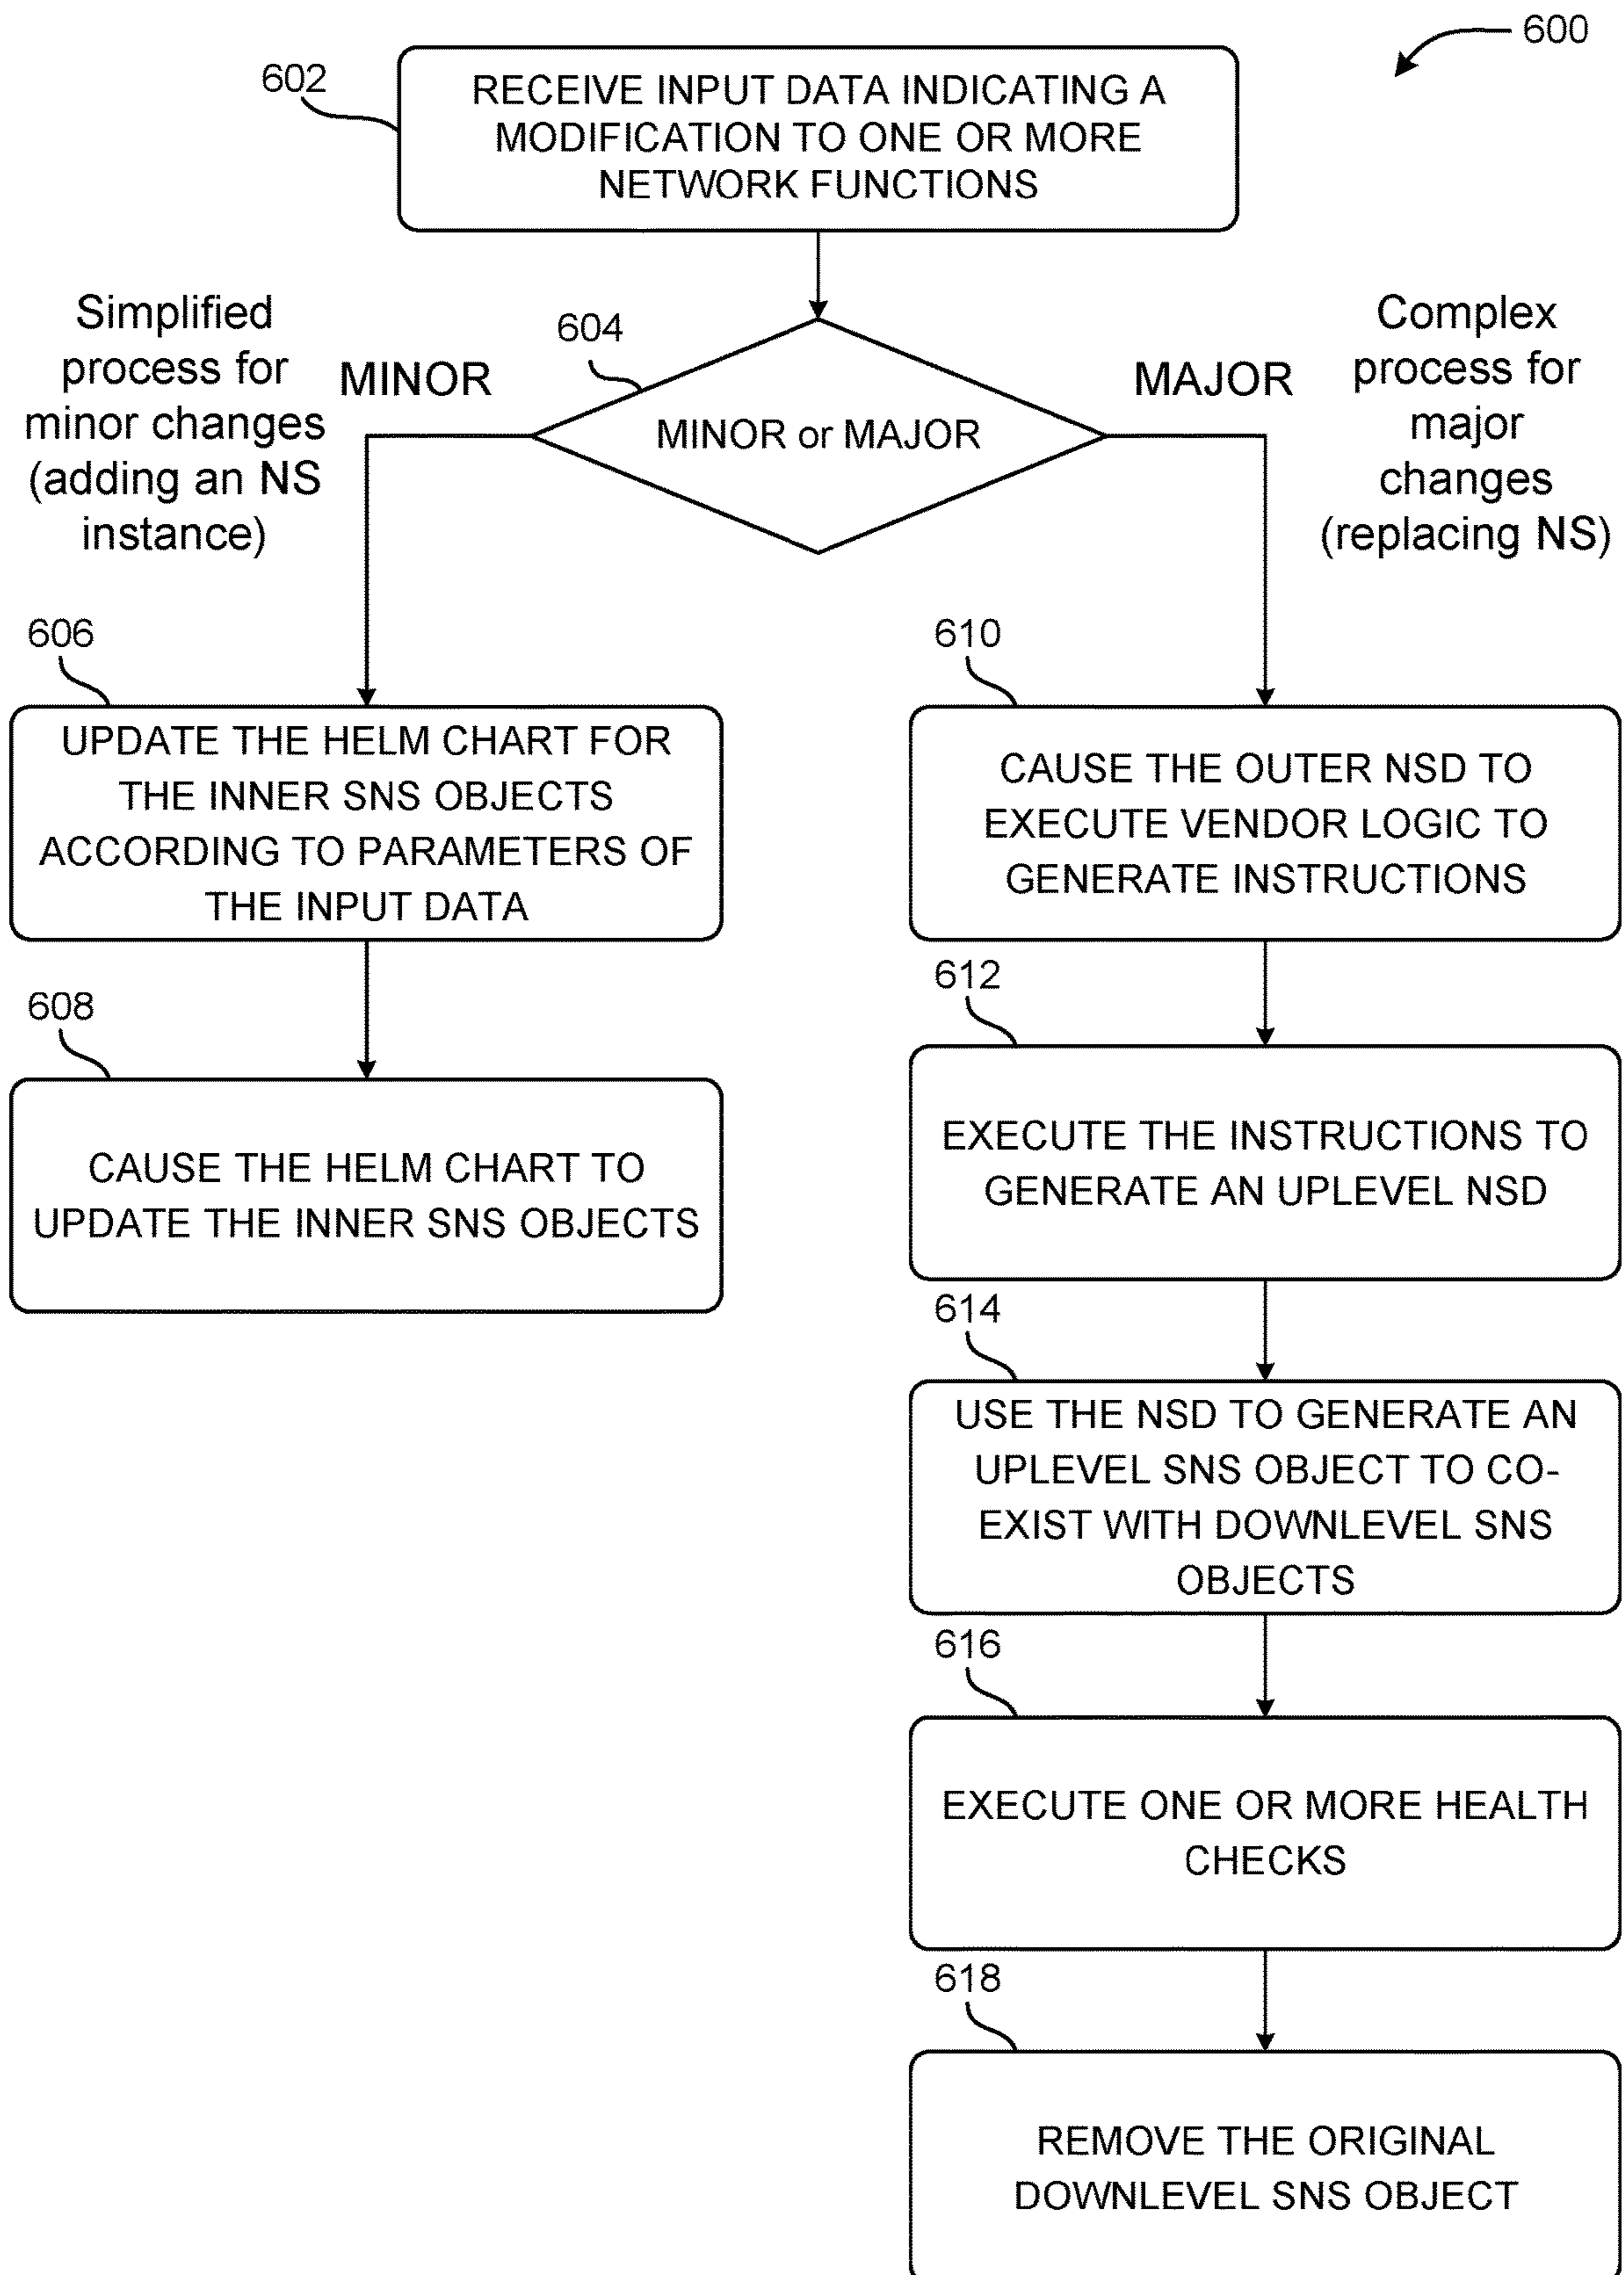 600
602
RECEIVE INPUT DATA INDICATING A
MODIFICATION TO ONE OR MORE
NETWORK FUNCTIONS
Simplified
process for
minor changes
(adding an NS
instance)
MINOR
604
MINOR or MAJOR
MAJOR
Complex
process for
major
changes
(replacing NS)
606
UPDATE THE HELM CHART FOR
THE INNER SNS OBJECTS
ACCORDING TO PARAMETERS OF
THE INPUT DATA
608
CAUSE THE HELM CHART TO
UPDATE THE INNER SNS OBJECTS
610
CAUSE THE OUTER NSD TO
EXECUTE VENDOR LOGIC TO
GENERATE INSTRUCTIONS
612
EXECUTE THE INSTRUCTIONS TO
GENERATE AN UPLEVEL NSD
614
USE THE NSD TO GENERATE AN
UPLEVEL SNS OBJECT TO CO-
EXIST WITH DOWNLEVEL SNS
OBJECTS
616
EXECUTE ONE OR MORE HEALTH
CHECKS
618
REMOVE THE ORIGINAL
DOWNLEVEL SNS OBJECT